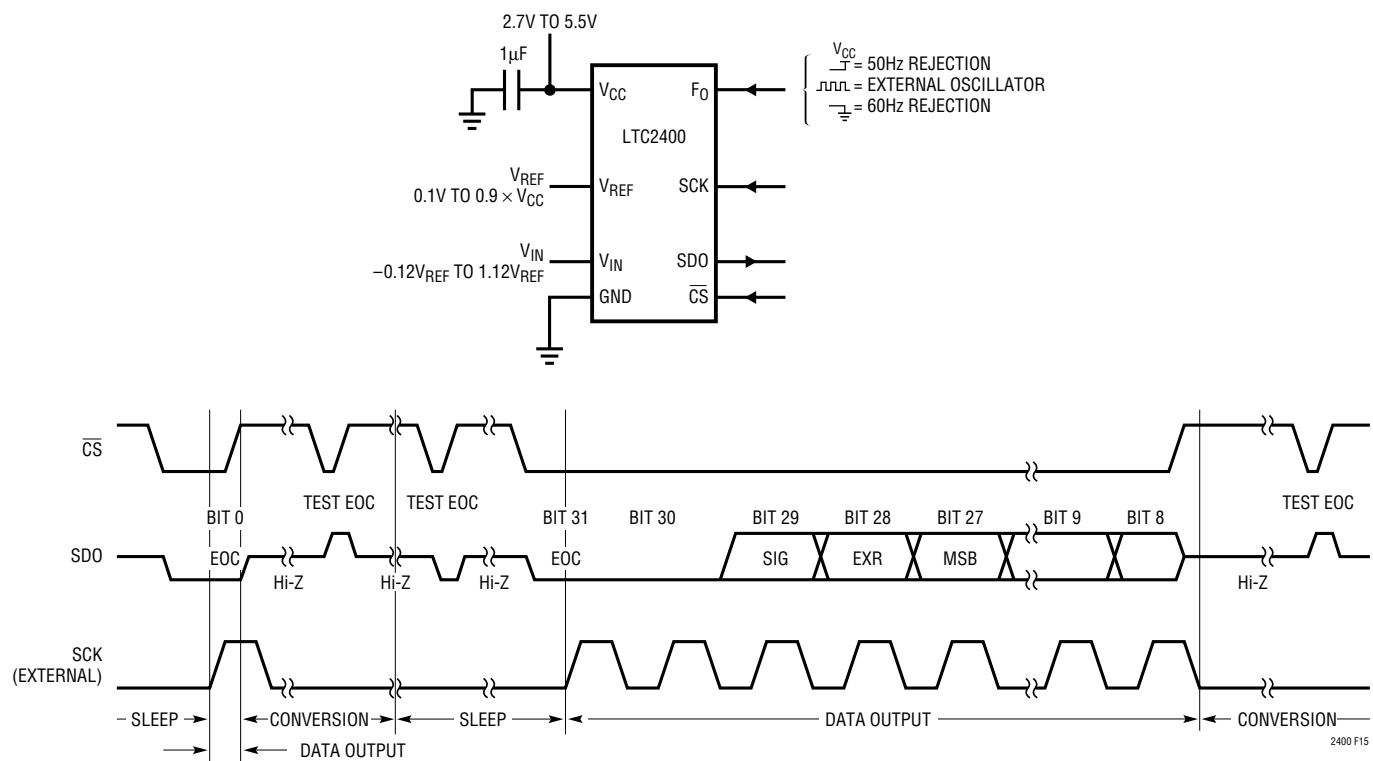 2.7V TO 5.5V
1µF
VCC
= 50Hz REJECTION
= EXTERNAL OSCILLATOR
= 60Hz REJECTION
VCC FO
LTC2400
VREF
0.1V TO 0.9 × VCC
VREF SCK
VIN
–0.12VREF TO 1.12VREF
VIN SDO
GND CS
CS
TEST EOC TEST EOC TEST EOC
BIT 0 BIT 31 BIT 30 BIT 29 BIT 28 BIT 27 BIT 9 BIT 8
SDO EOC EOC SIG EXR MSB
Hi-Z Hi-Z Hi-Z Hi-Z
SCK
(EXTERNAL)
SLEEP CONVERSION SLEEP DATA OUTPUT CONVERSION
DATA OUTPUT
2400 F15